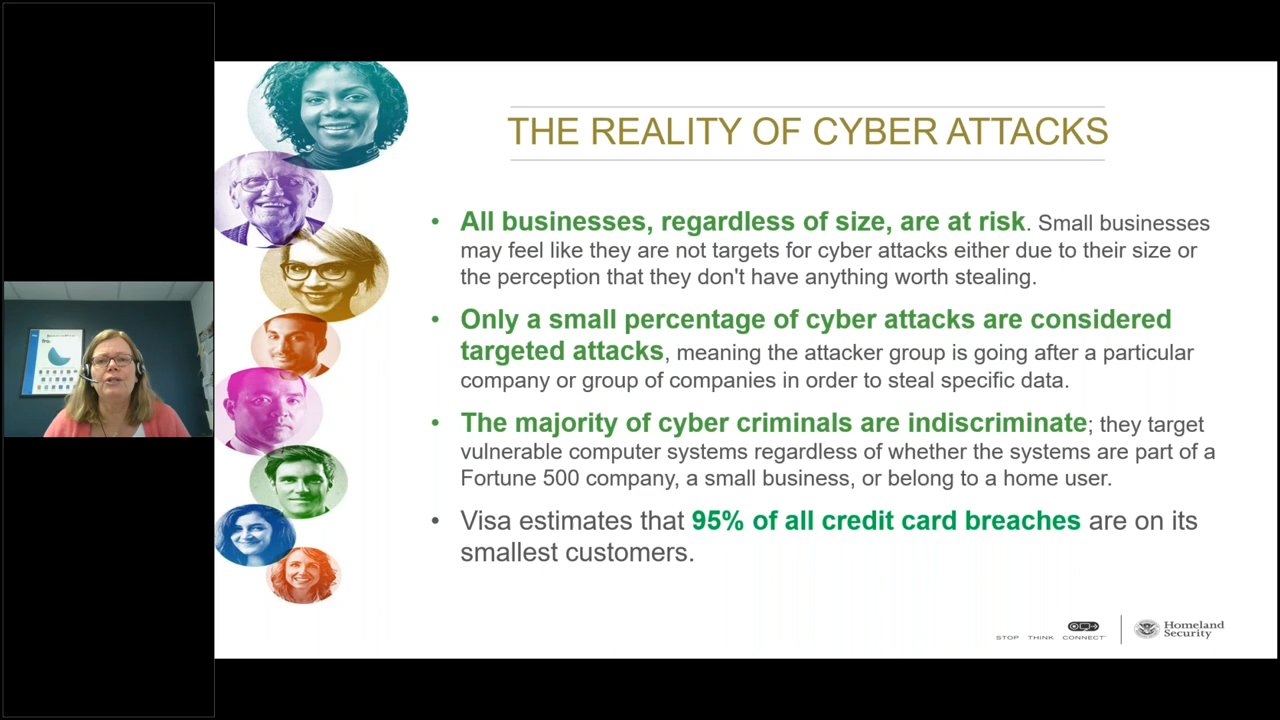 THE REALITY OF CYBER ATTACKS
• All businesses, regardless of size, are at risk. Small businesses
may feel like they are not targets for cyber attacks either due to their size or
the perception that they don't have anything worth stealing.
• Only a small percentage of cyber attacks are considered
targeted attacks, meaning the attacker group is going after a particular
company or group of companies in order to steal specific data.
• The majority of cyber criminals are indiscriminate; they target
vulnerable computer systems regardless of whether the systems are part of a
Fortune 500 company, a small business, or belong to a home user.
• Visa estimates that 95% of all credit card breaches are on its
smallest customers.
STOP THINK CONNECT
Homeland
Security